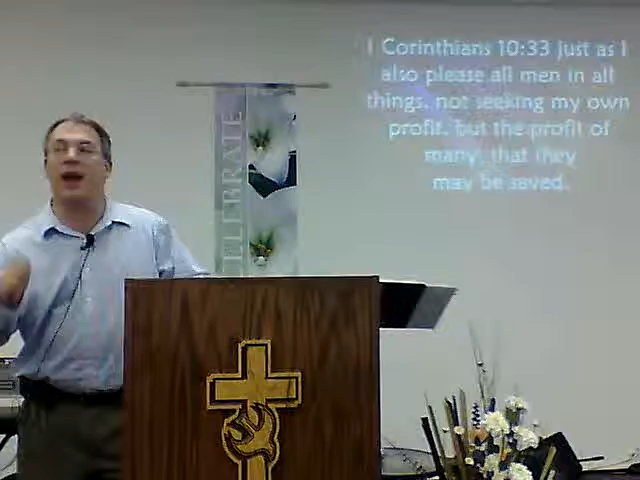 1 Corinthians 10:33 Just as I
also please all men in all
things, not seeking my own
profit, but the profit of
many, that they
may be saved.
CELEBRATE